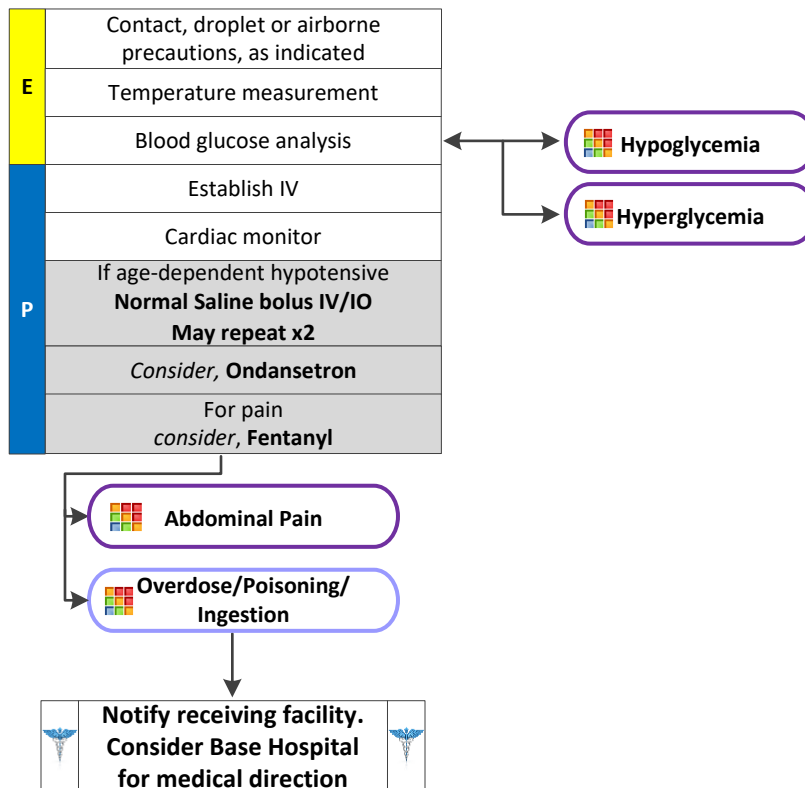 Contact, droplet or airborne
precautions, as indicated
E
Temperature measurement
Blood glucose analysis
Hypoglycemia
Hyperglycemia
Establish IV
Cardiac monitor
P
If age-dependent hypotensive
Normal Saline bolus IV/IO
May repeat x2
Consider, Ondansetron
For pain
consider, Fentanyl
Abdominal Pain
Overdose/Poisoning/
Ingestion
Notify receiving facility.
Consider Base Hospital
for medical direction